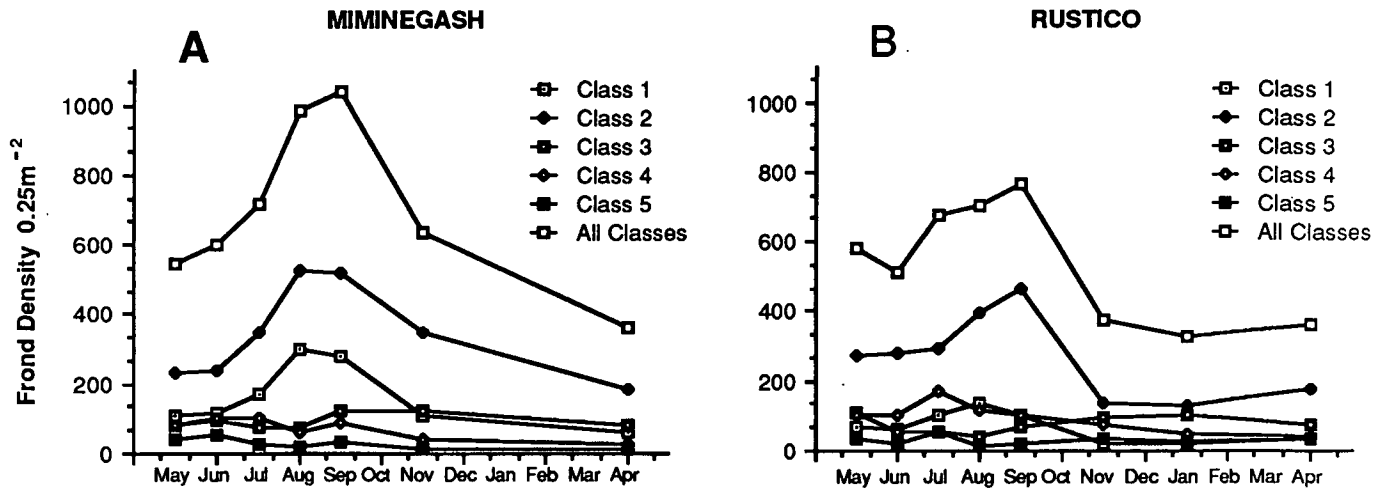 MIMINEGASH
A
Frond Density 0.25m⁻²
1000
800
600
400
200
0
Class 1
Class 2
Class 3
Class 4
Class 5
All Classes
May Jun Jul Aug Sep Oct Nov Dec Jan Feb Mar Apr
RUSTICO
B
1000
800
600
400
200
0
Class 1
Class 2
Class 3
Class 4
Class 5
All Classes
May Jun Jul Aug Sep Oct Nov Dec Jan Feb Mar Apr